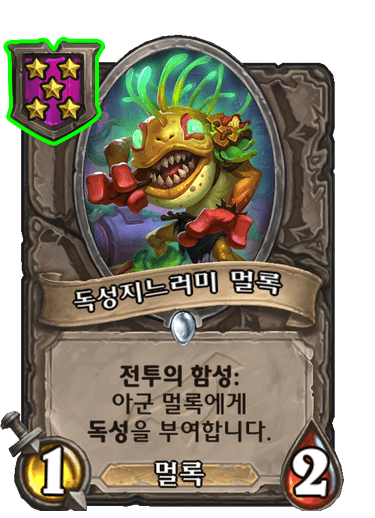 독성지느러미 멀록
전투의 함성:
아군 멀록에게
독성을 부여합니다.
1
멀록
2